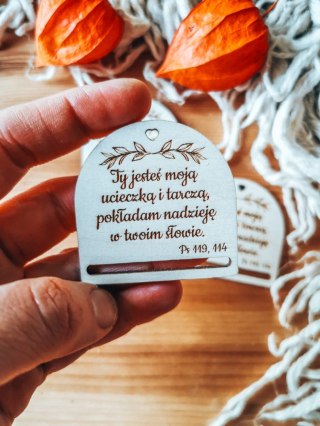 Ty jesteś moją
ucieczką i tarczą,
pokładam nadzieję
w twoim słowie.
Ps 119, 114